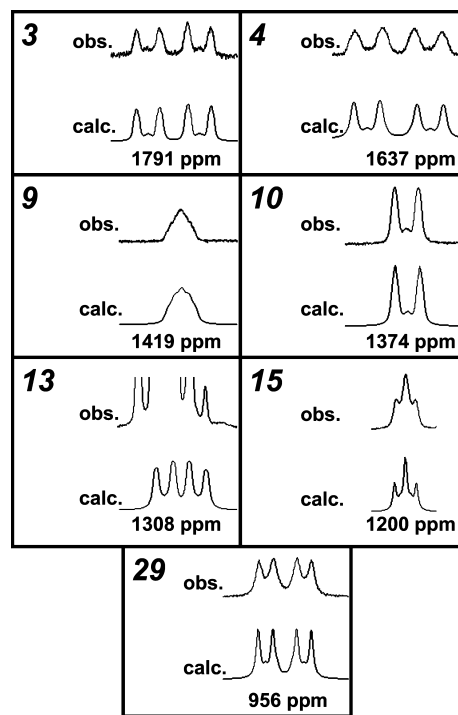 3
obs.
calc.
1791 ppm
4
obs.
calc.
1637 ppm
9
obs.
calc.
1419 ppm
10
obs.
calc.
1374 ppm
13
obs.
calc.
1308 ppm
15
obs.
calc.
1200 ppm
29
obs.
calc.
956 ppm